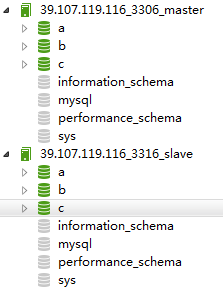 39.107.119.116_3306_master
a
b
c
information_schema
mysql
performance_schema
sys
39.107.119.116_3316_slave
a
b
c
information_schema
mysql
performance_schema
sys